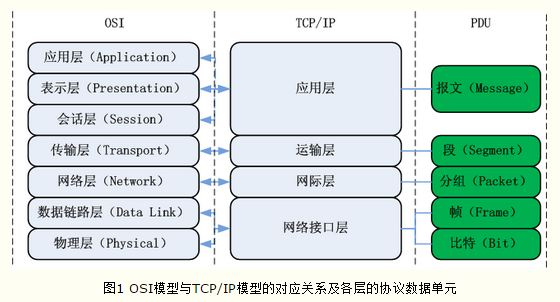 OSI
TCP/IP
PDU
应用层（Application）
表示层（Presentation）
会话层（Session）
传输层（Transport）
网络层（Network）
数据链路层（Data Link）
物理层（Physical）
应用层
运输层
网际层
网络接口层
报文（Message）
段（Segment）
分组（Packet）
帧（Frame）
比特（Bit）
图1 OSI模型与TCP/IP模型的对应关系及各层的协议数据单元